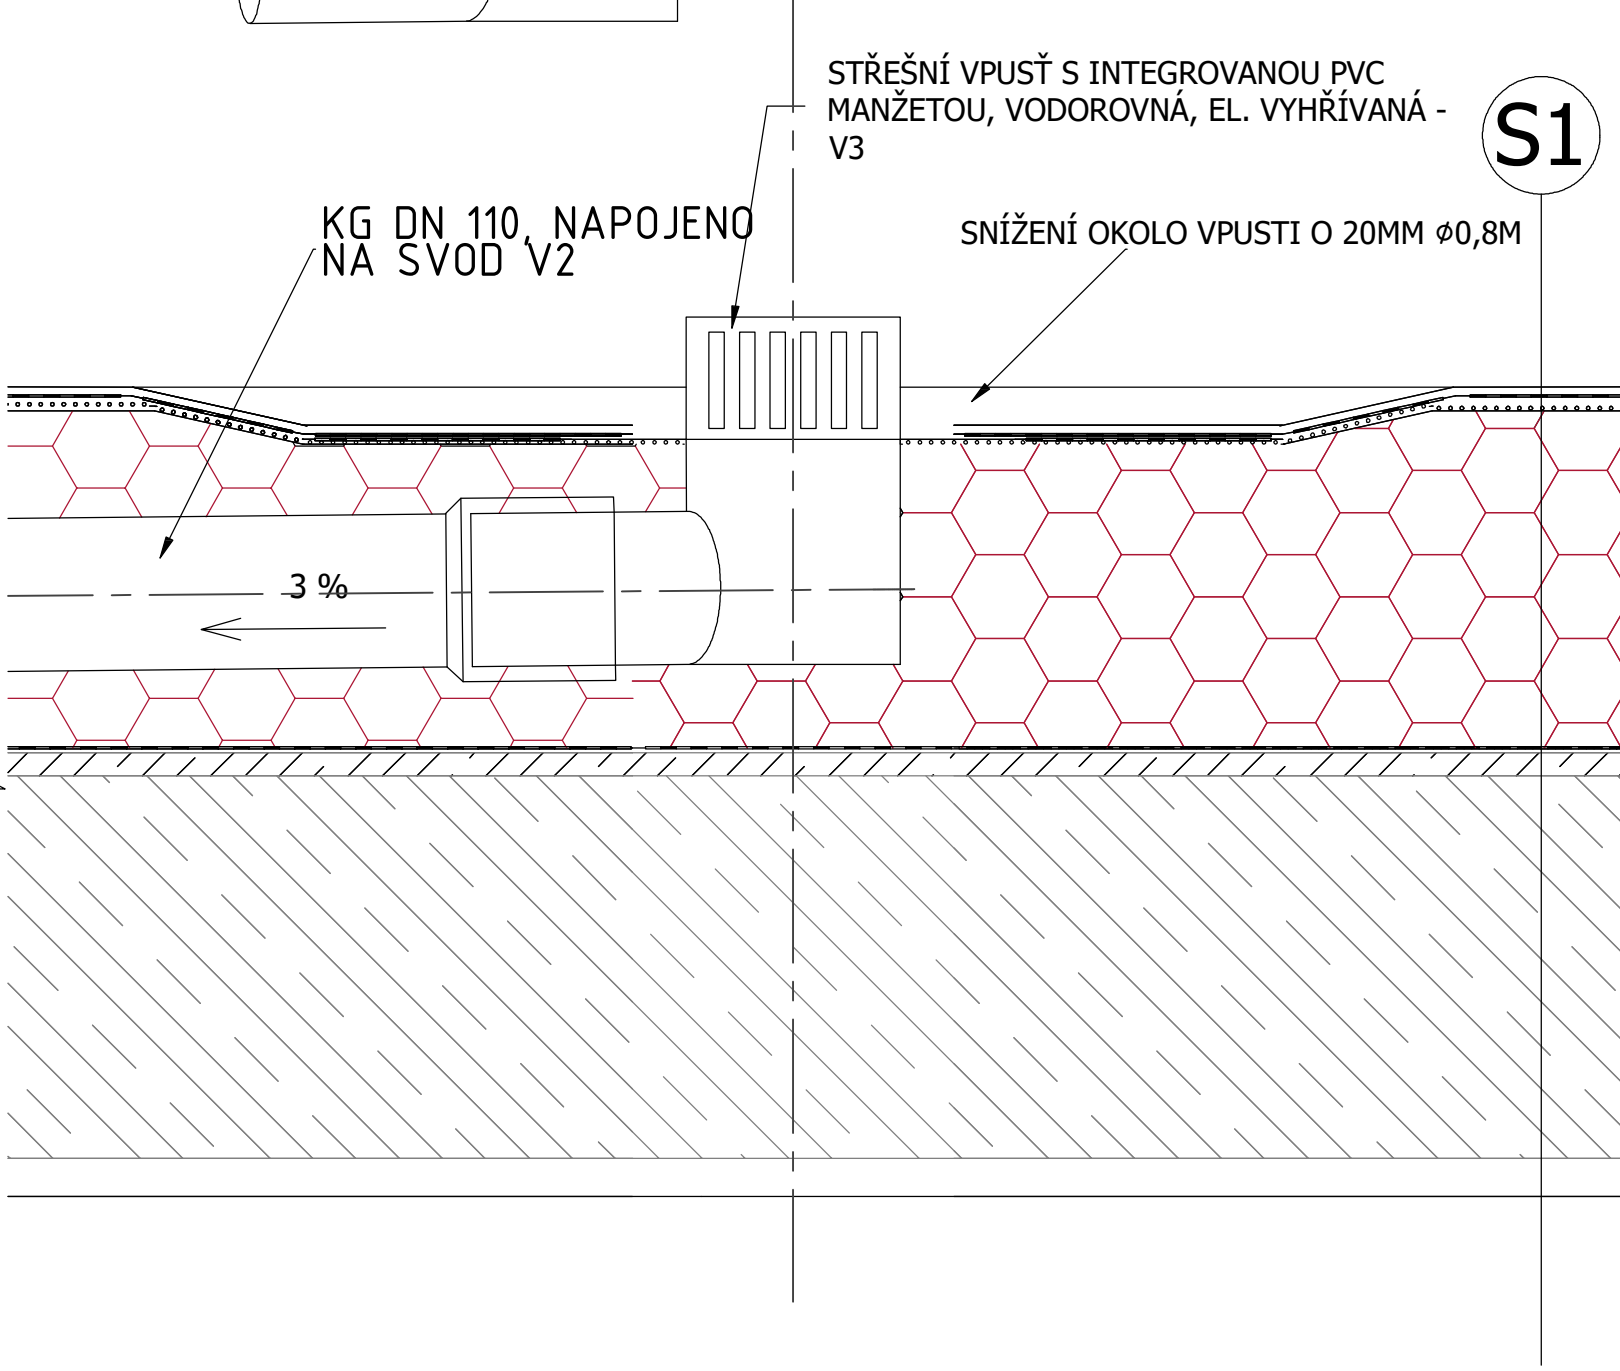 STŘEŠNÍ VPUSŤ S INTEGROVANOU PVC
MANŽETOU, VODOROVNÁ, EL. VYHŘÍVANÁ -
V3
S1
KG DN 110, NAPOJENO
NA SVOD V2
SNÍŽENÍ OKOLO VPUSTI O 20MM ⌀0,8M
3 %